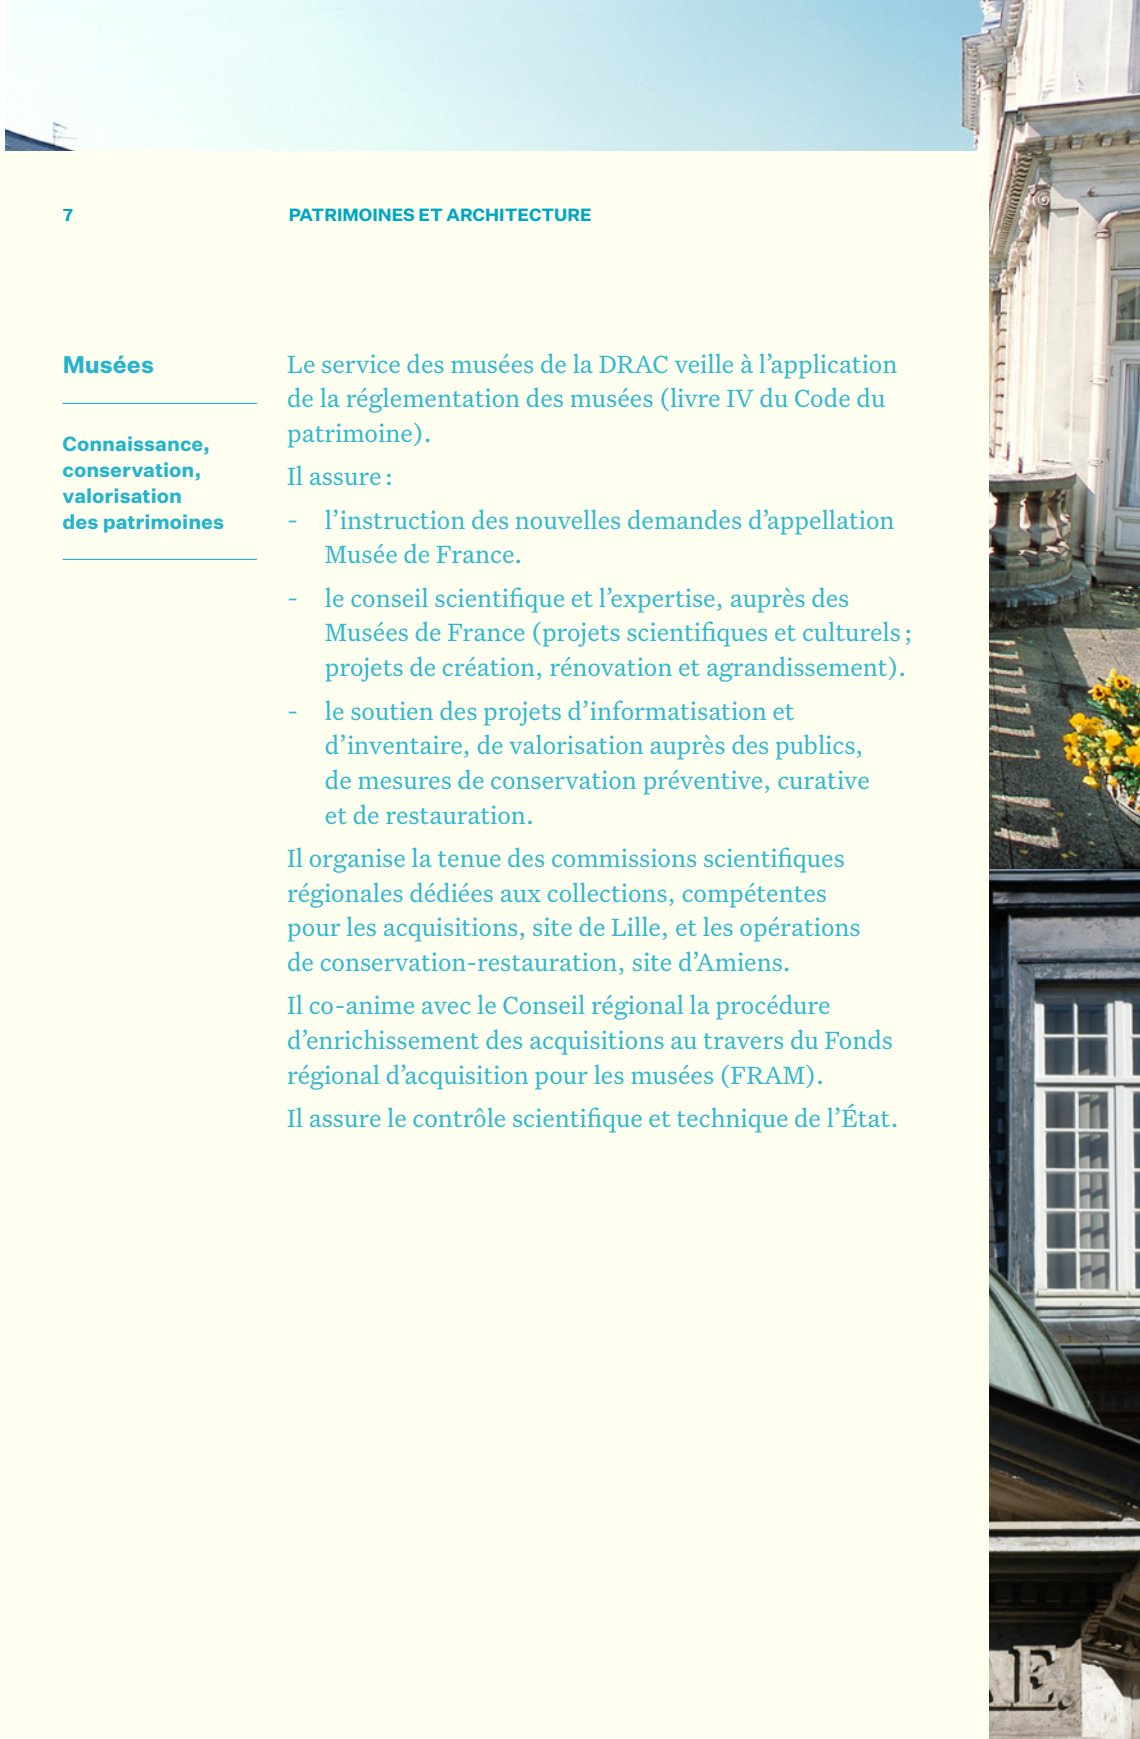 7
PATRIMOINES ET ARCHITECTURE
Musées
Connaissance,
conservation,
valorisation
des patrimoines
Le service des musées de la DRAC veille à l’application
de la réglementation des musées (livre IV du Code du
patrimoine).
Il assure :
- l’instruction des nouvelles demandes d’appellation
Musée de France.
- le conseil scientifique et l’expertise, auprès des
Musées de France (projets scientifiques et culturels ;
projets de création, rénovation et agrandissement).
- le soutien des projets d’informatisation et
d’inventaire, de valorisation auprès des publics,
de mesures de conservation préventive, curative
et de restauration.
Il organise la tenue des commissions scientifiques
régionales dédiées aux collections, compétentes
pour les acquisitions, site de Lille, et les opérations
de conservation-restauration, site d’Amiens.
Il co-anime avec le Conseil régional la procédure
d’enrichissement des acquisitions au travers du Fonds
régional d’acquisition pour les musées (FRAM).
Il assure le contrôle scientifique et technique de l’État.